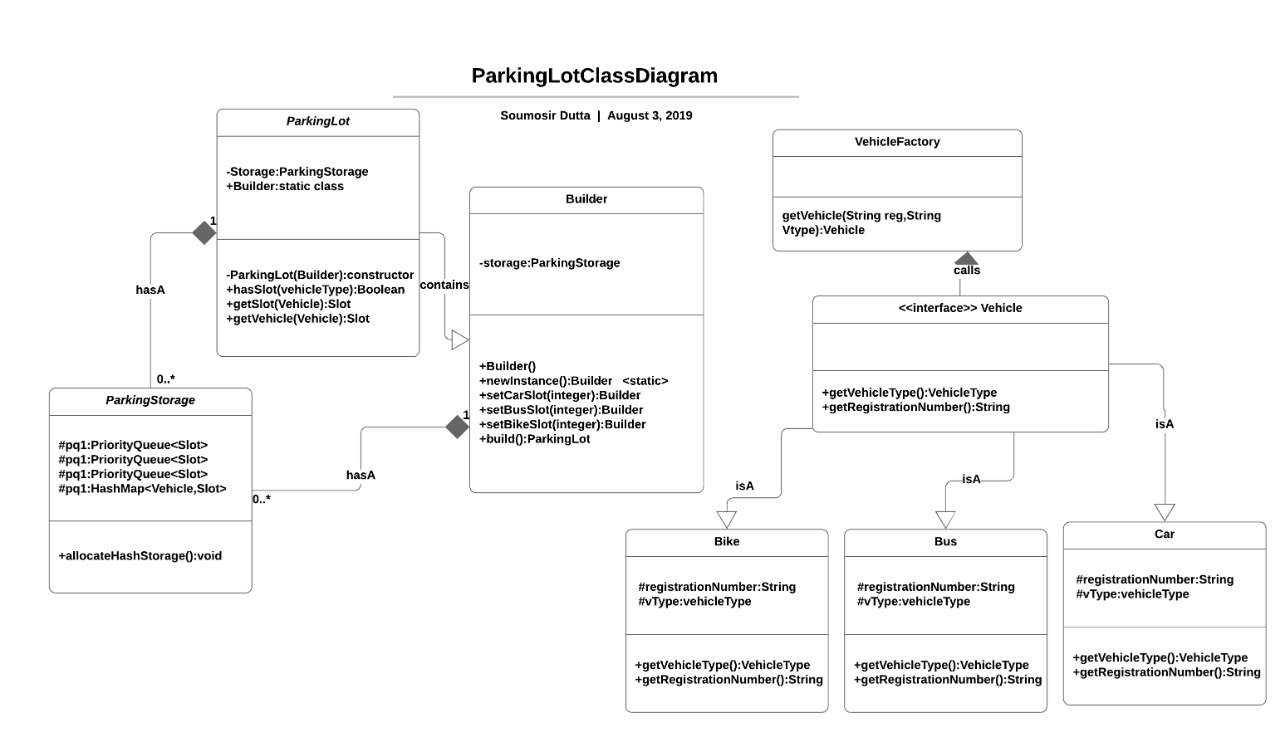 ParkingLotClassDiagram
Soumosir Dutta | August 3, 2019
ParkingLot
-Storage:ParkingStorage
+Builder:static class
-ParkingLot(Builder):constructor
+hasSlot(vehicleType):Boolean
+getSlot(Vehicle):Slot
+getVehicle(Vehicle):Slot
1
hasA
0..*
contains
Builder
-storage:ParkingStorage
+Builder()
+newInstance():Builder <static>
+setCarSlot(integer):Builder
+setBusSlot(integer):Builder
+setBikeSlot(integer):Builder
+build():ParkingLot
1
hasA
0..*
ParkingStorage
#pq1:PriorityQueue<Slot>
#pq1:PriorityQueue<Slot>
#pq1:PriorityQueue<Slot>
#pq1:HashMap<Vehicle,Slot>
+allocateHashStorage():void
VehicleFactory
getVehicle(String reg,String
Vtype):Vehicle
calls
<<interface>> Vehicle
+getVehicleType():VehicleType
+getRegistrationNumber():String
isA
isA
isA
Bike
#registrationNumber:String
#vType:vehicleType
+getVehicleType():VehicleType
+getRegistrationNumber():String
Bus
#registrationNumber:String
#vType:vehicleType
+getVehicleType():VehicleType
+getRegistrationNumber():String
Car
#registrationNumber:String
#vType:vehicleType
+getVehicleType():VehicleType
+getRegistrationNumber():String